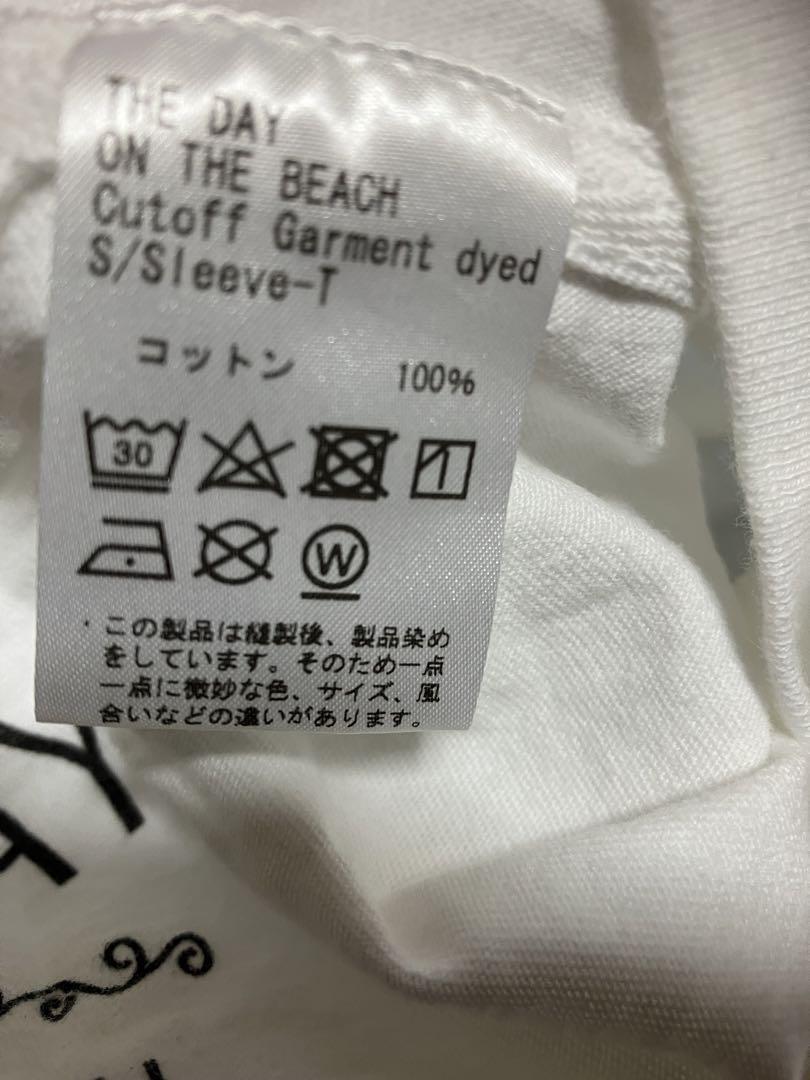 THE DAY
ON THE BEACH
Cutoff Garment dyed
S/Sleeve-T
コットン 100%
30
W
・この製品は縫製後、製品染め
をしています。そのため一点
一点に微妙な色、サイズ、風
合いなどの違いがあります。
AY